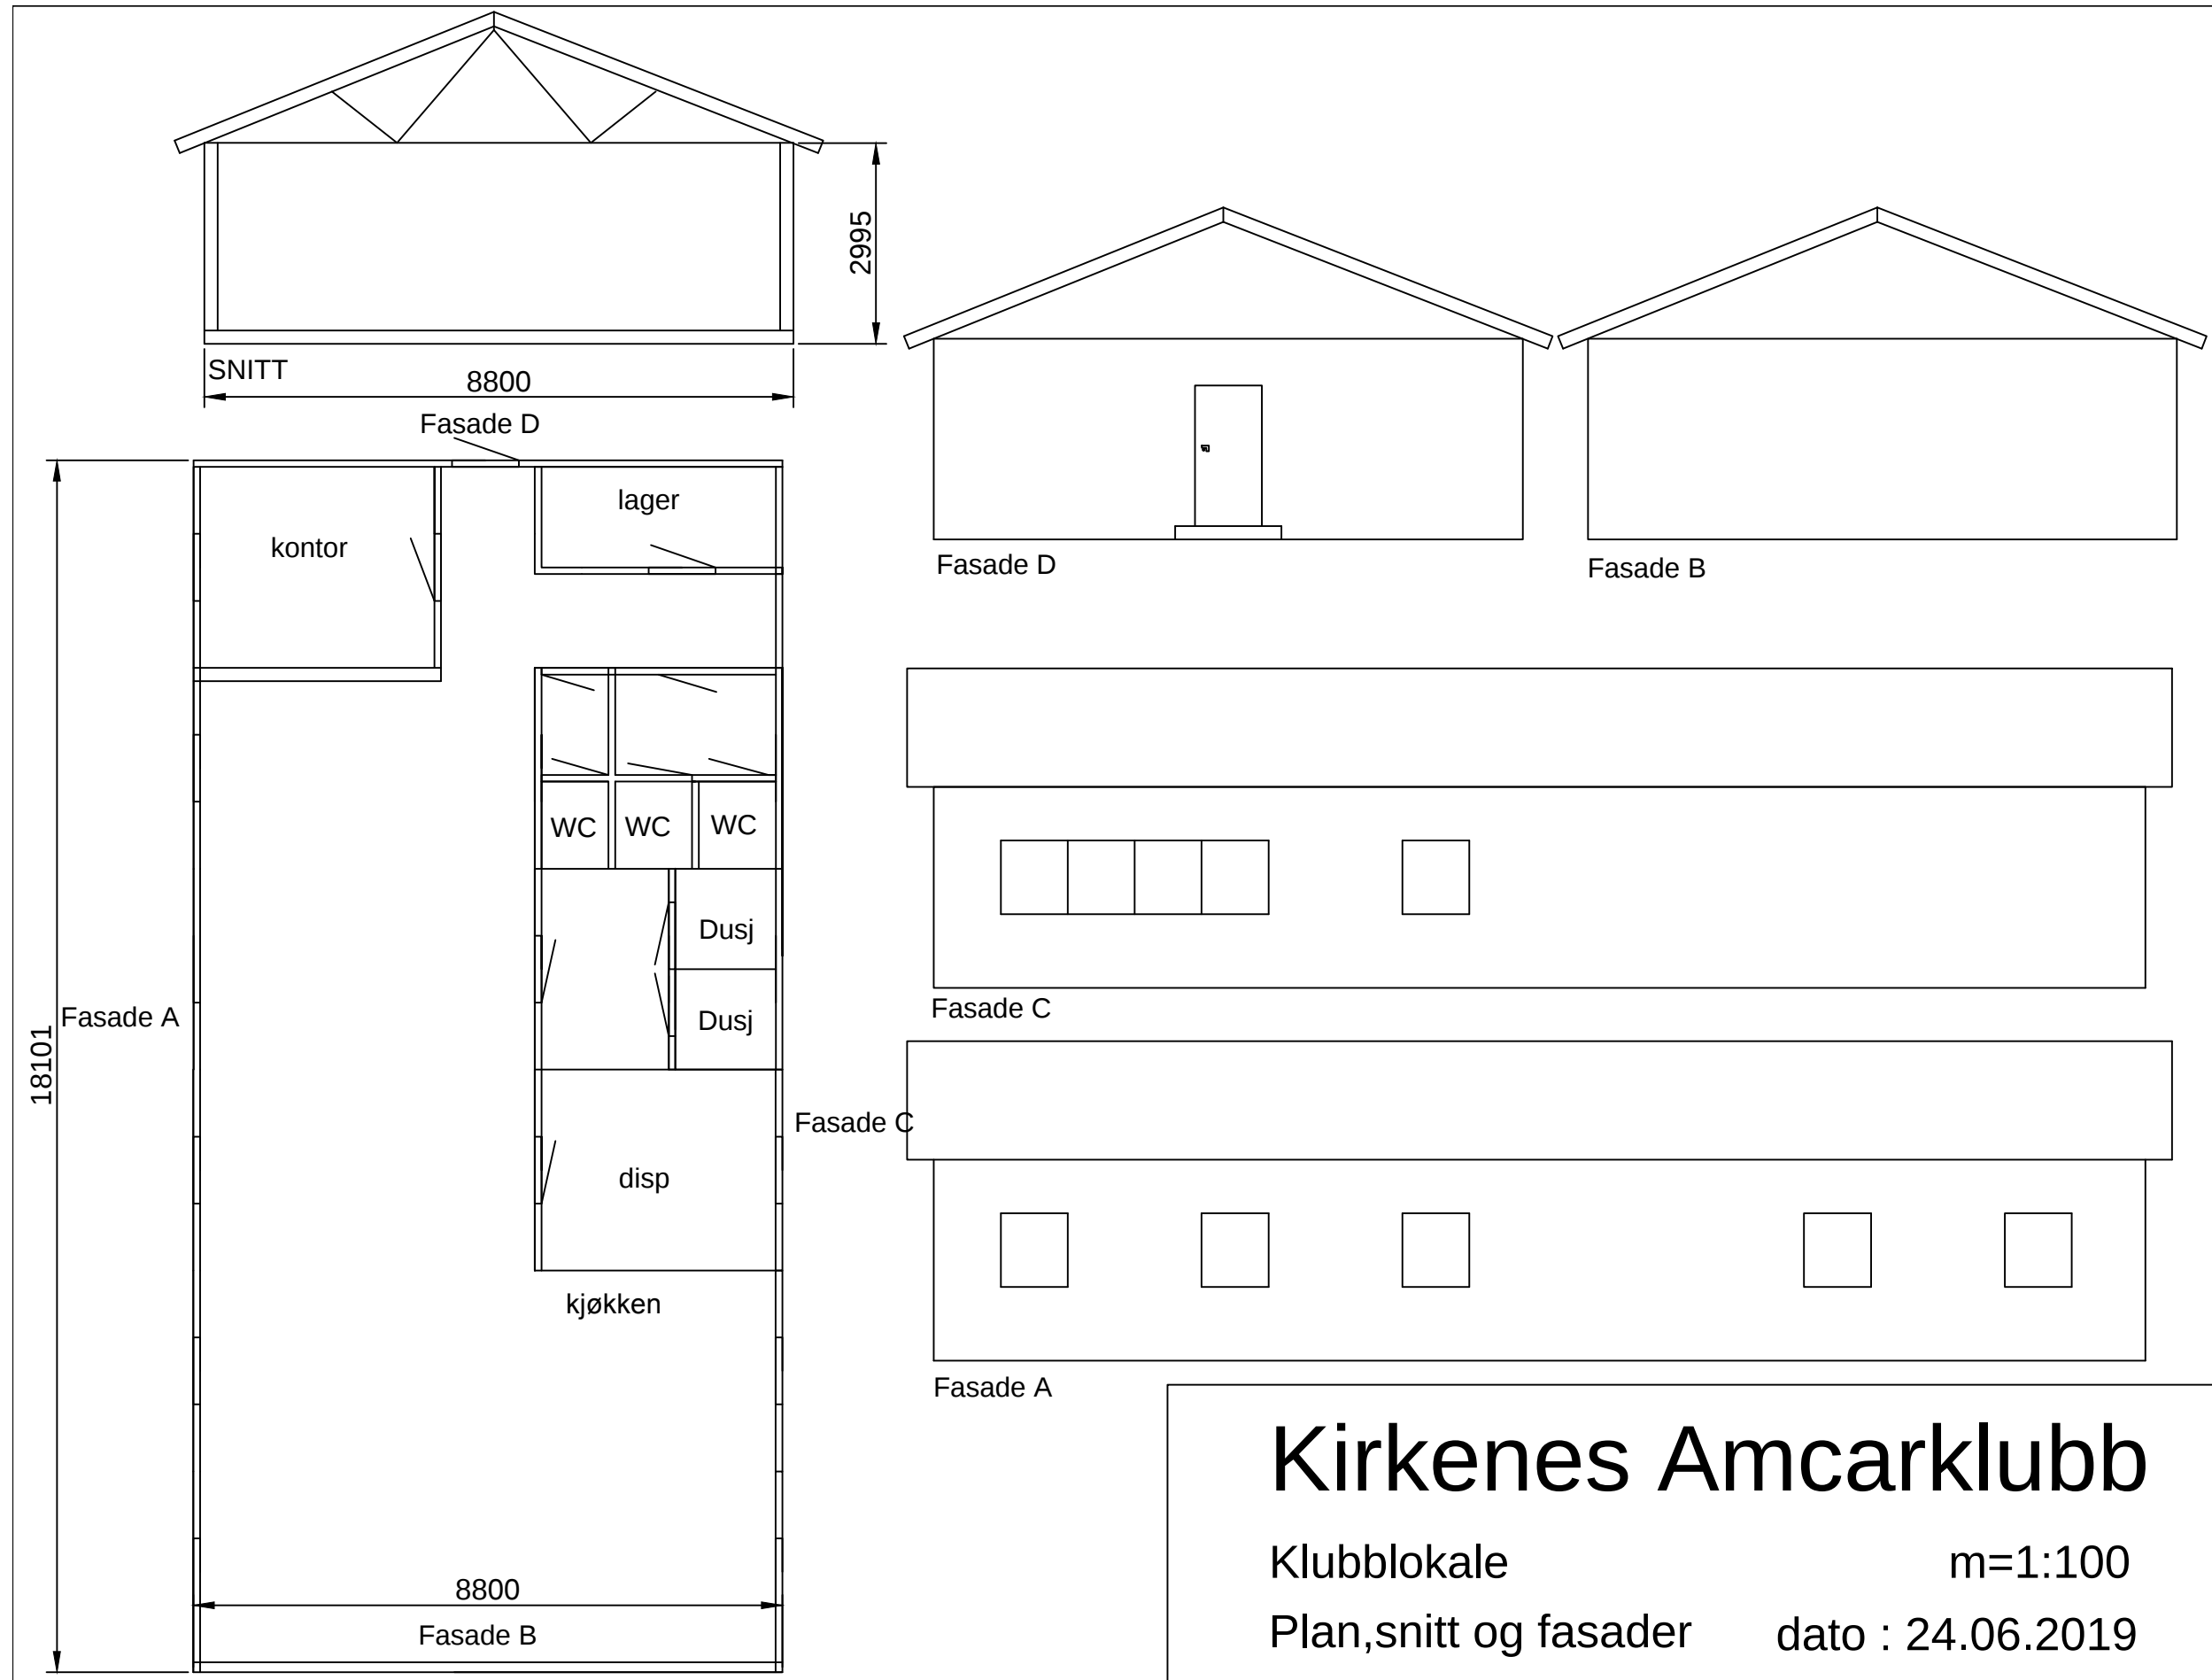 2995
SNITT
8800
Fasade D
lager
kontor
Fasade D
Fasade B
WC
WC
WC
Dusj
Fasade C
Fasade A
Dusj
18101
Fasade C
disp
kjøkken
Fasade A
Kirkenes Amcarklubb
Klubblokale
m=1:100
8800
Fasade B
Plan,snitt og fasader
dato : 24.06.2019